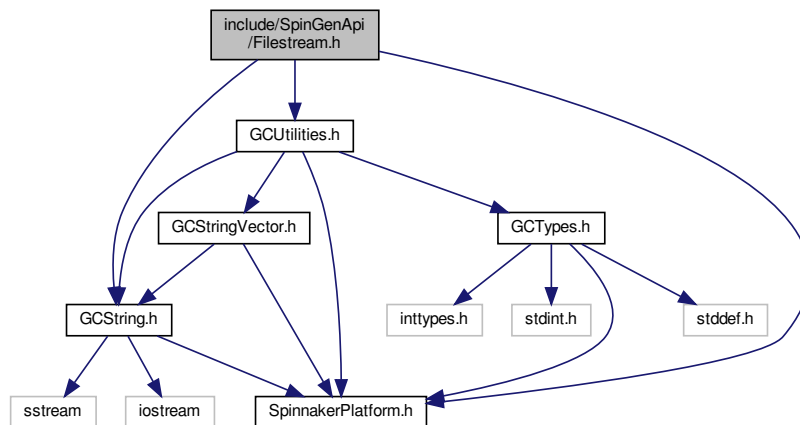 include/SpinGenApi
/Filestream.h
GCUtilities.h
GCStringVector.h
GCTypes.h
GCString.h
inttypes.h
stdint.h
stddef.h
sstream
iostream
SpinnakerPlatform.h